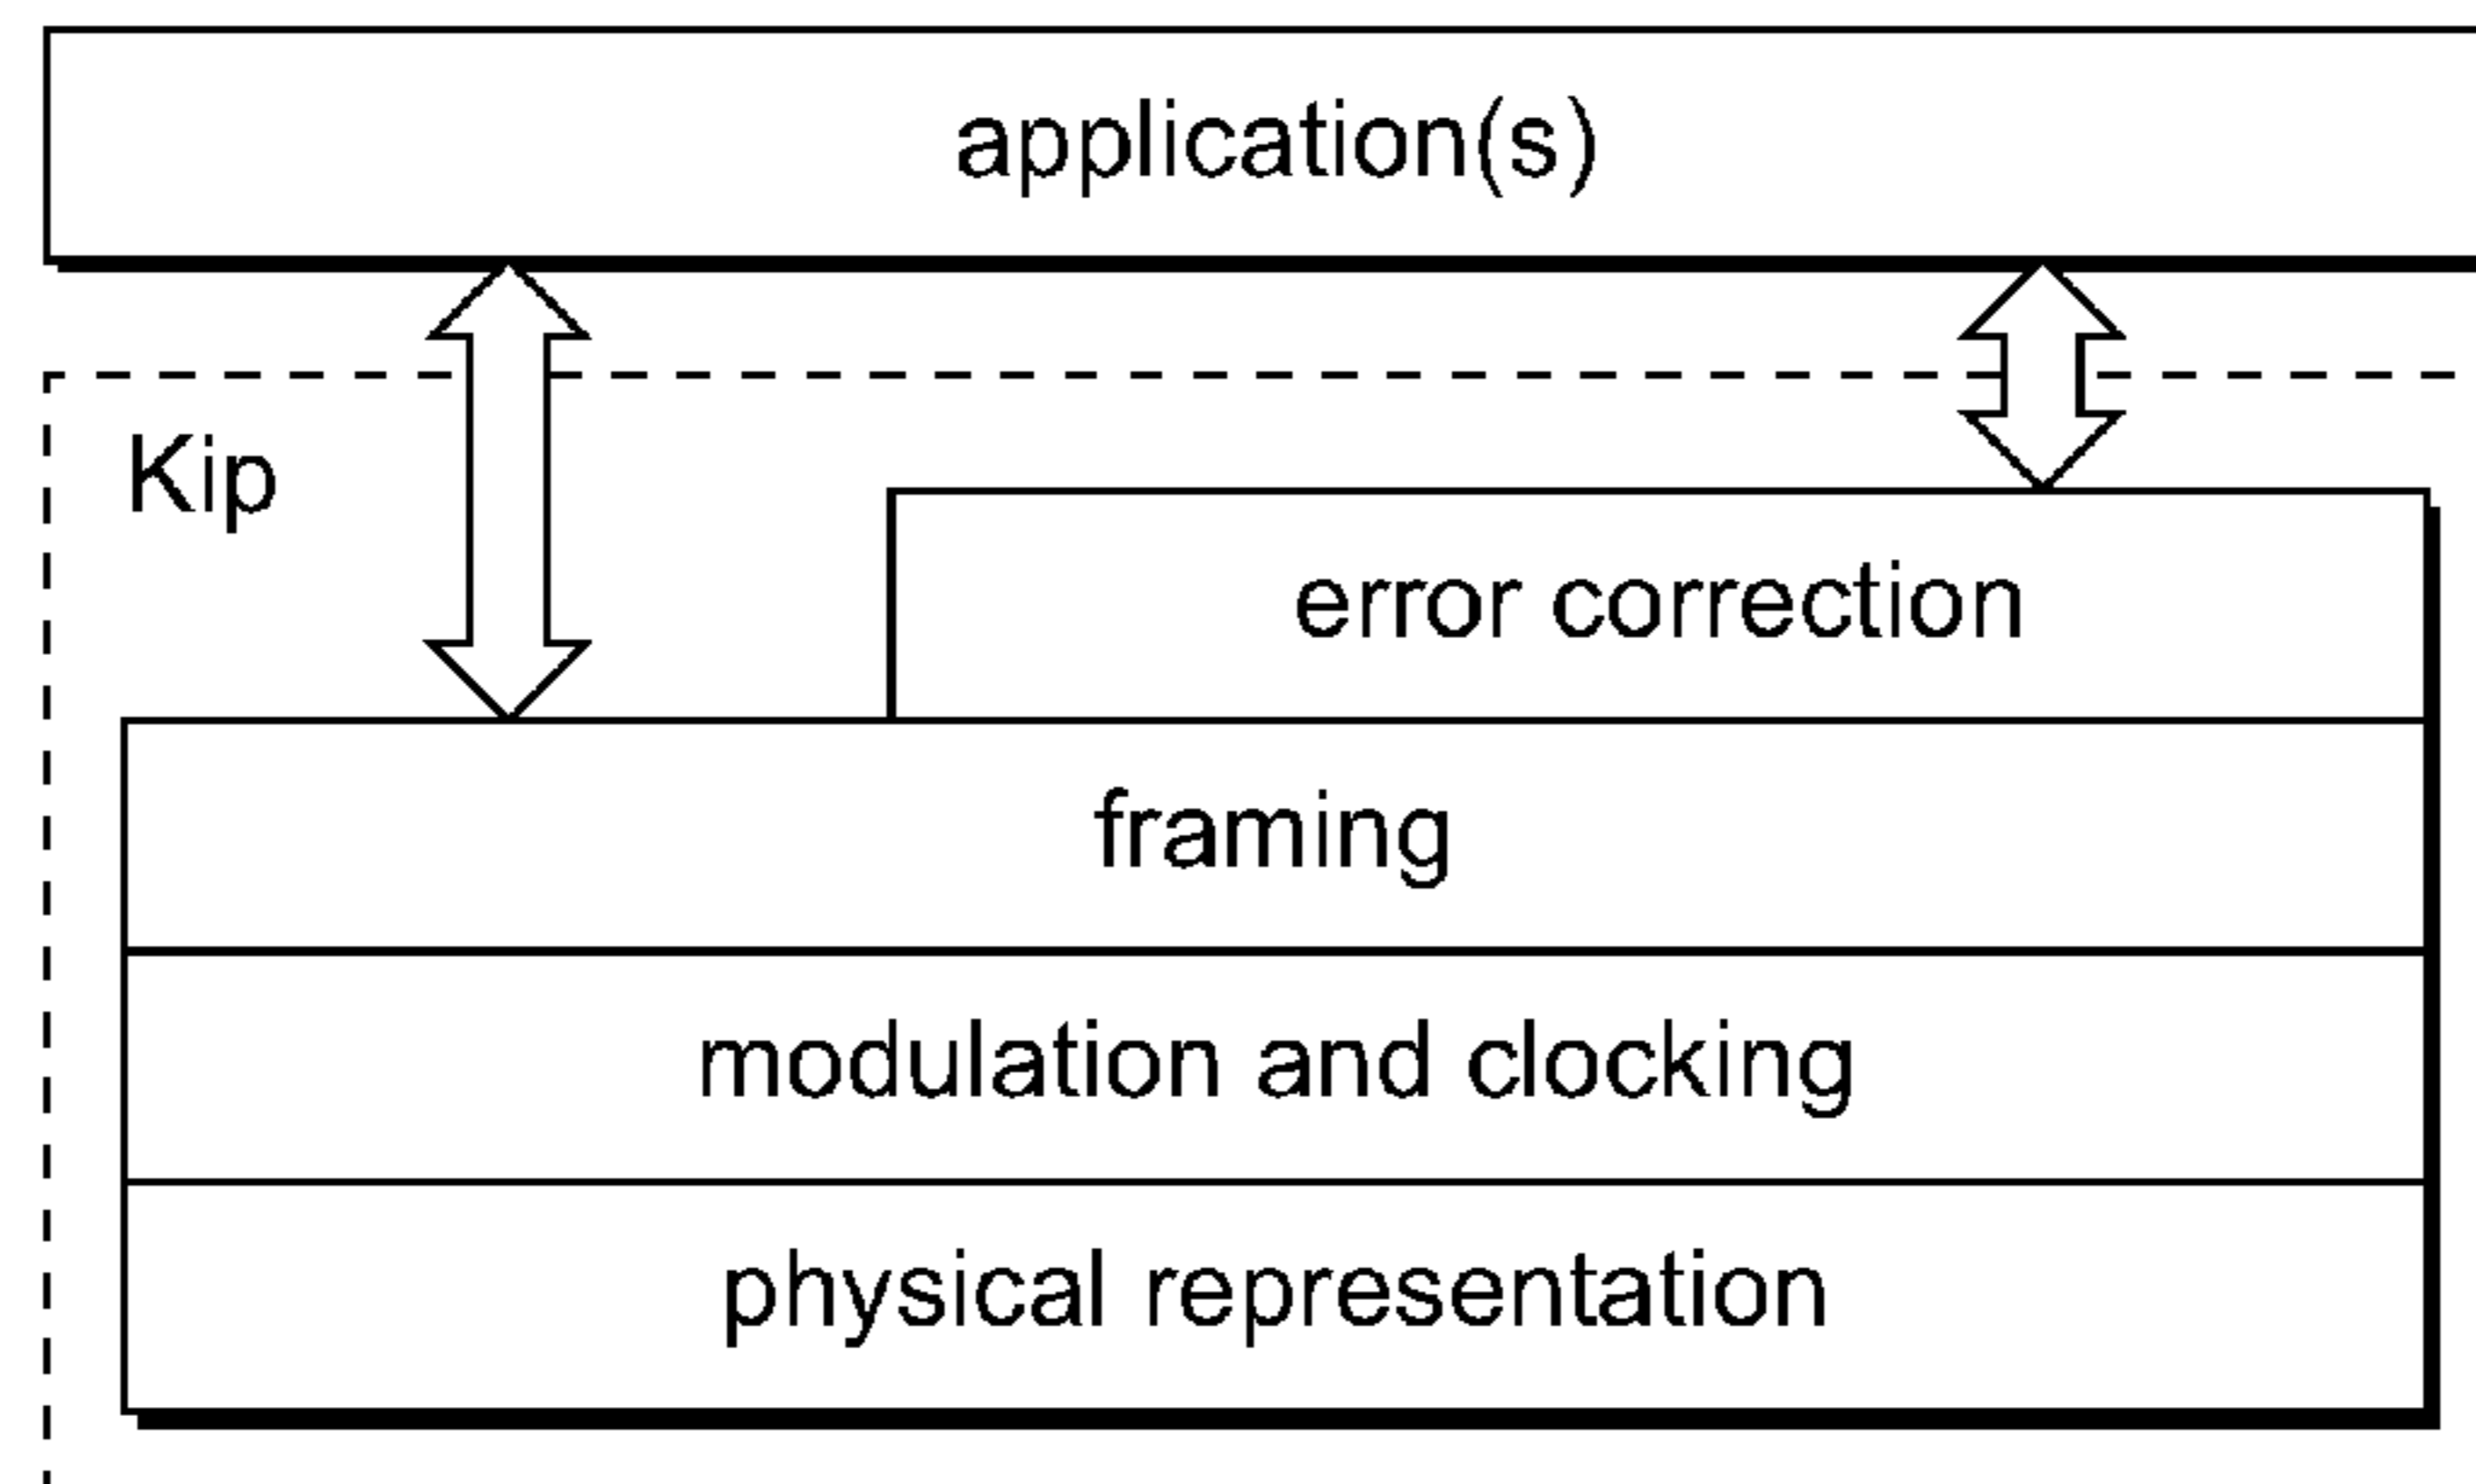 application(s)
Kip
error correction
framing
modulation and clocking
physical representation